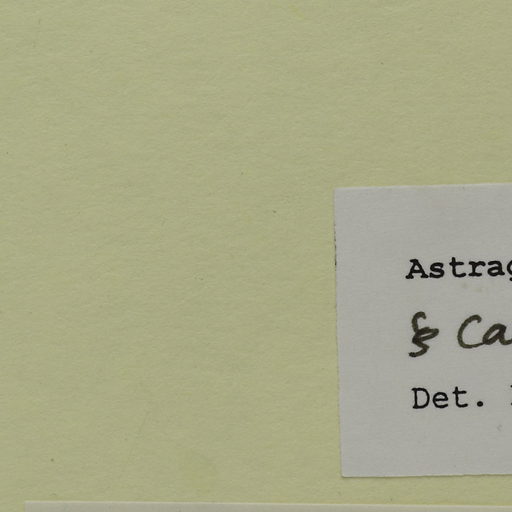 Astrag
§ Ca
Det.